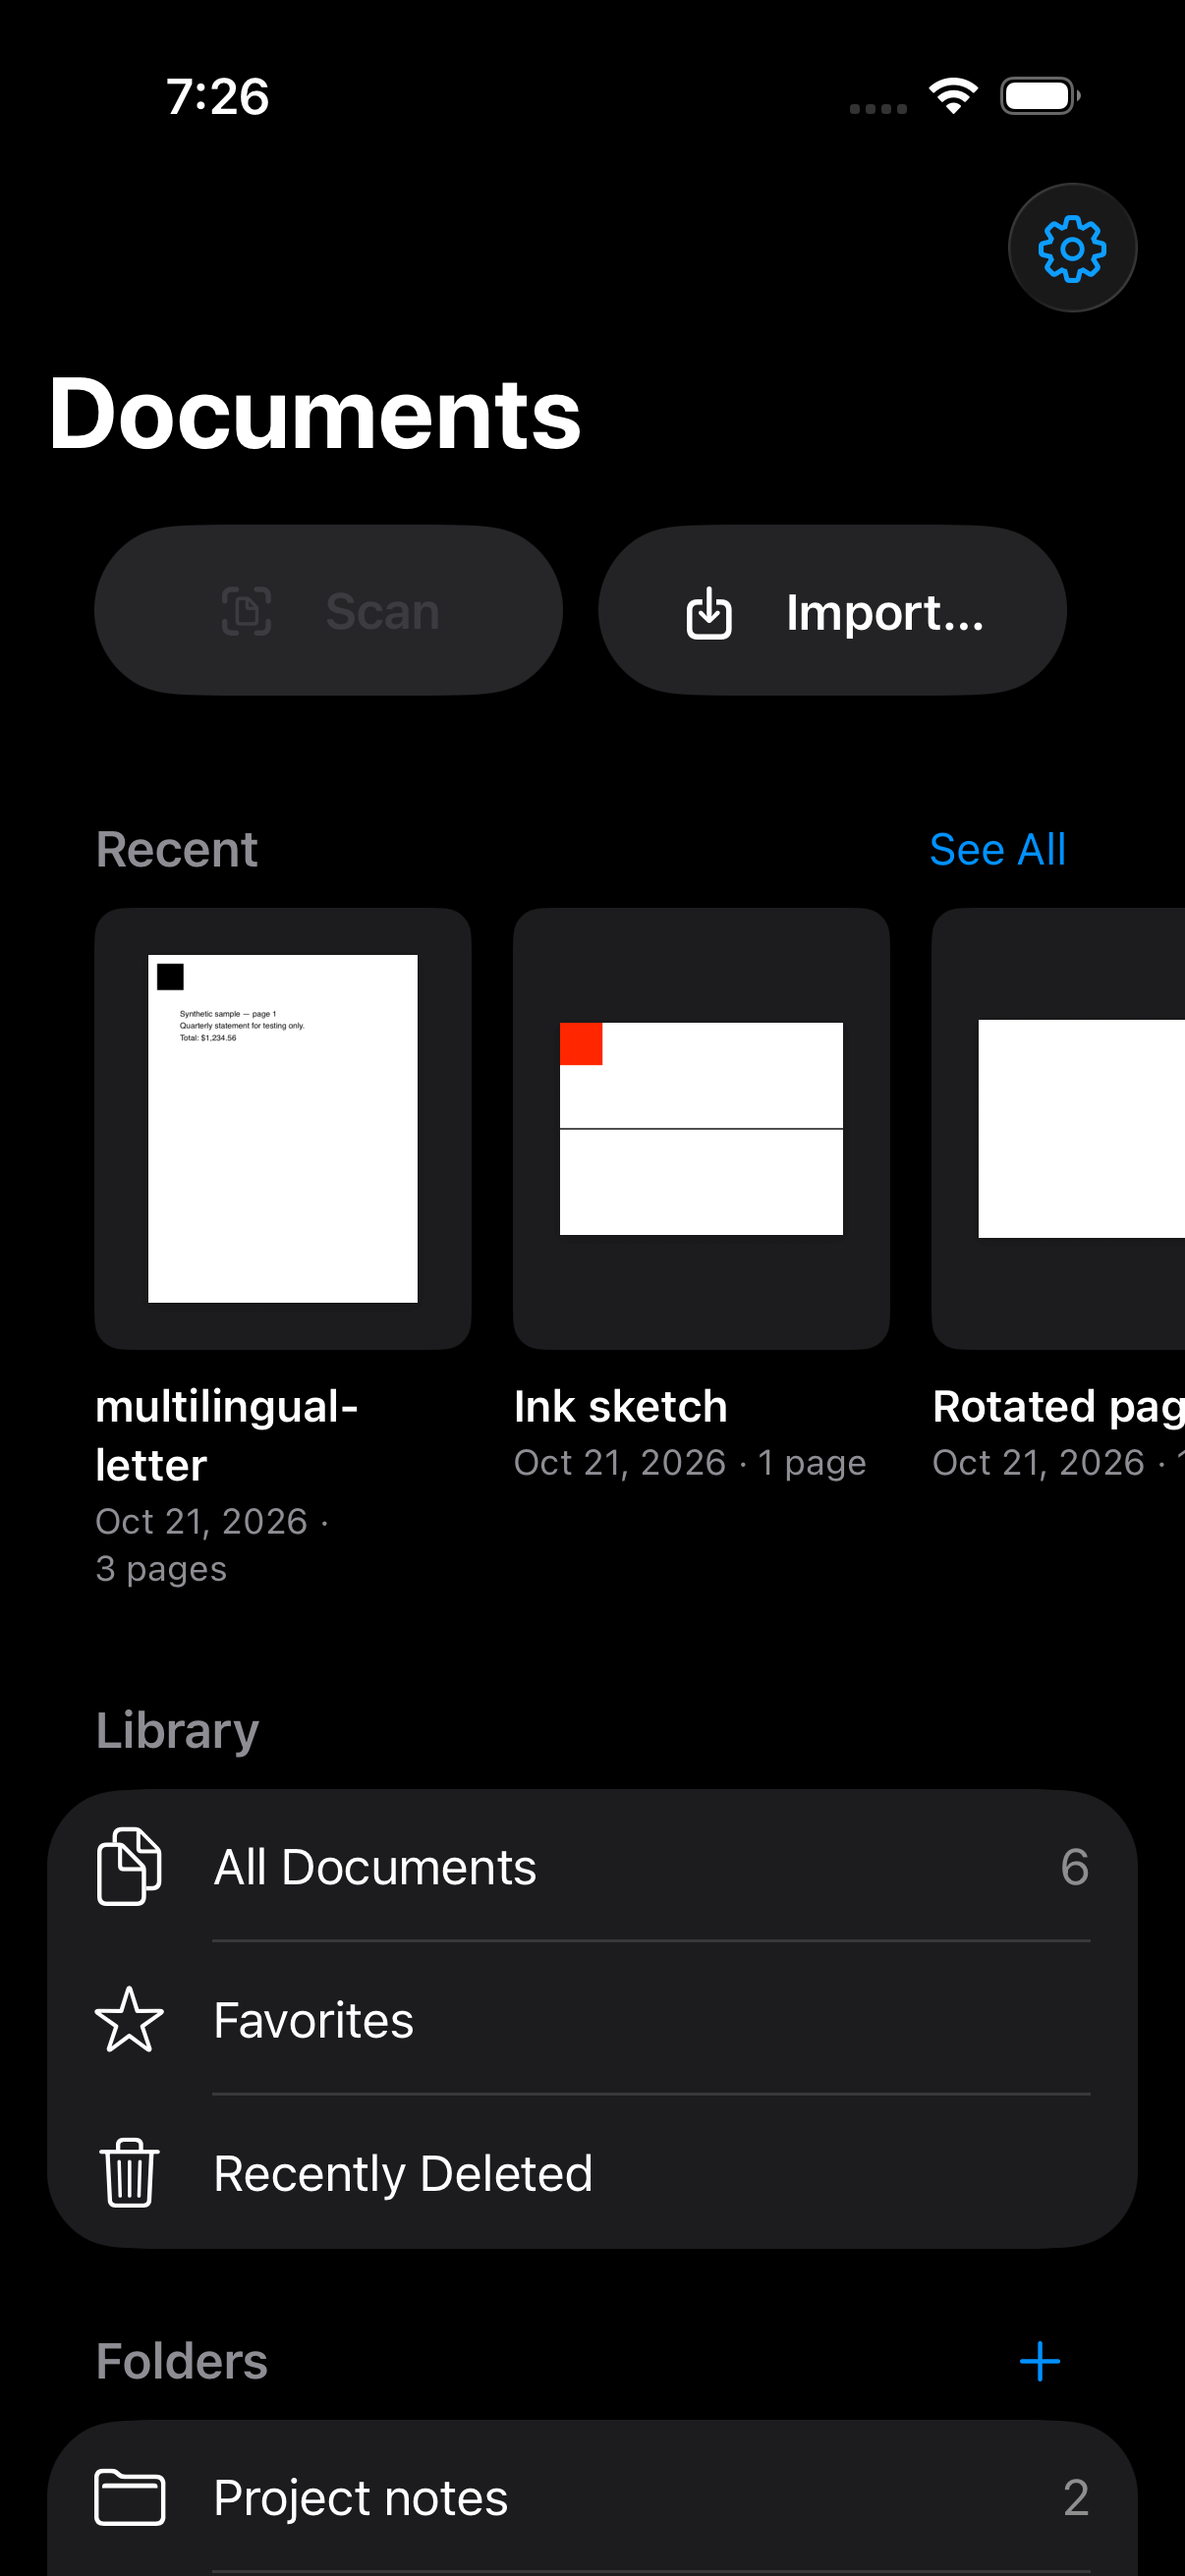 7:26
Documents
Scan
Import...
Recent
See All
Synthetic sample — page 1
Quarterly statement for testing only.
Total: $1,234.56
multilingual-
letter
Oct 21, 2026 ·
3 pages
Ink sketch
Oct 21, 2026 · 1 page
Rotated pag
Oct 21, 2026 ·
Library
All Documents
6
Favorites
Recently Deleted
Folders
Project notes
2